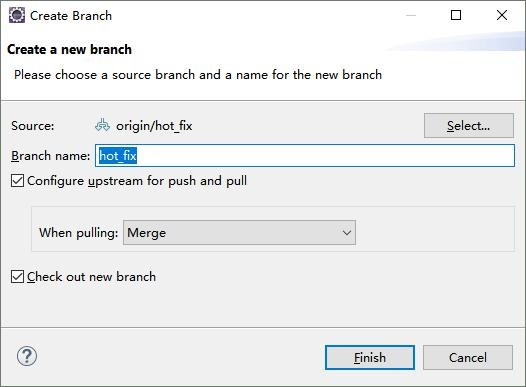 Create Branch
Create a new branch
Please choose a source branch and a name for the new branch
Source: origin/hot_fix Select...
Branch name: hot_fix
Configure upstream for push and pull
When pulling: Merge
Check out new branch
? Finish Cancel